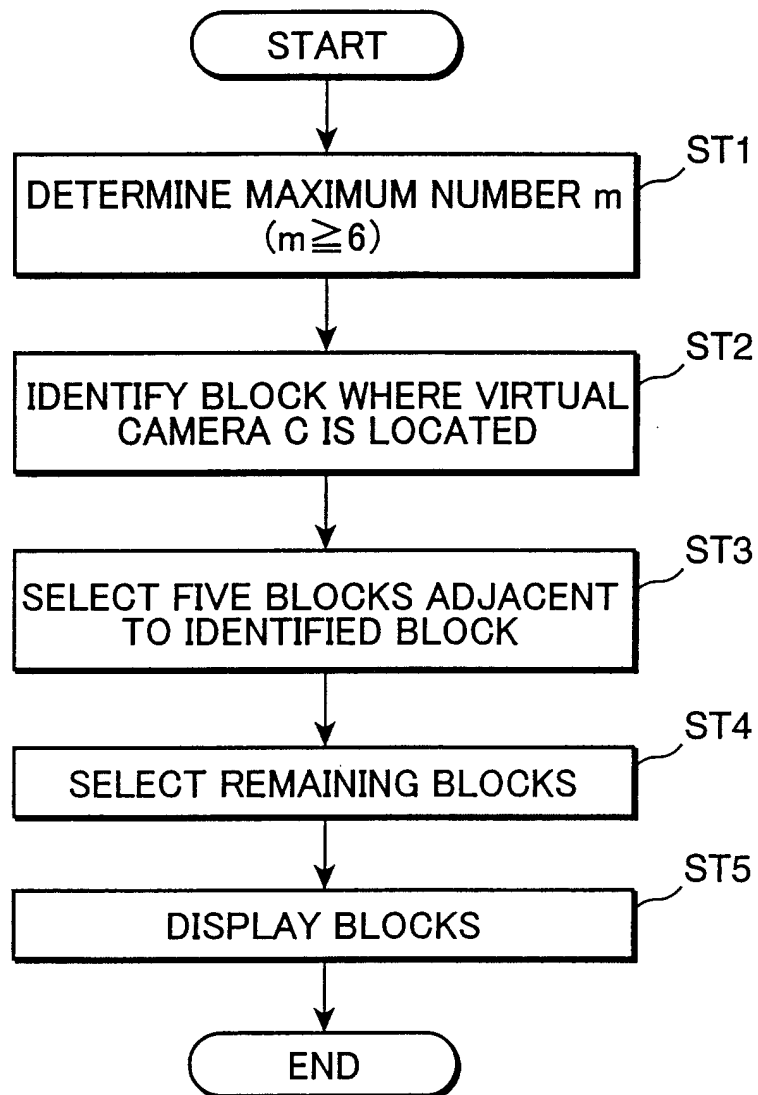 START
ST1
DETERMINE MAXIMUM NUMBER m
(m≧6)
ST2
IDENTIFY BLOCK WHERE VIRTUAL
CAMERA C IS LOCATED
ST3
SELECT FIVE BLOCKS ADJACENT
TO IDENTIFIED BLOCK
ST4
SELECT REMAINING BLOCKS
ST5
DISPLAY BLOCKS
END